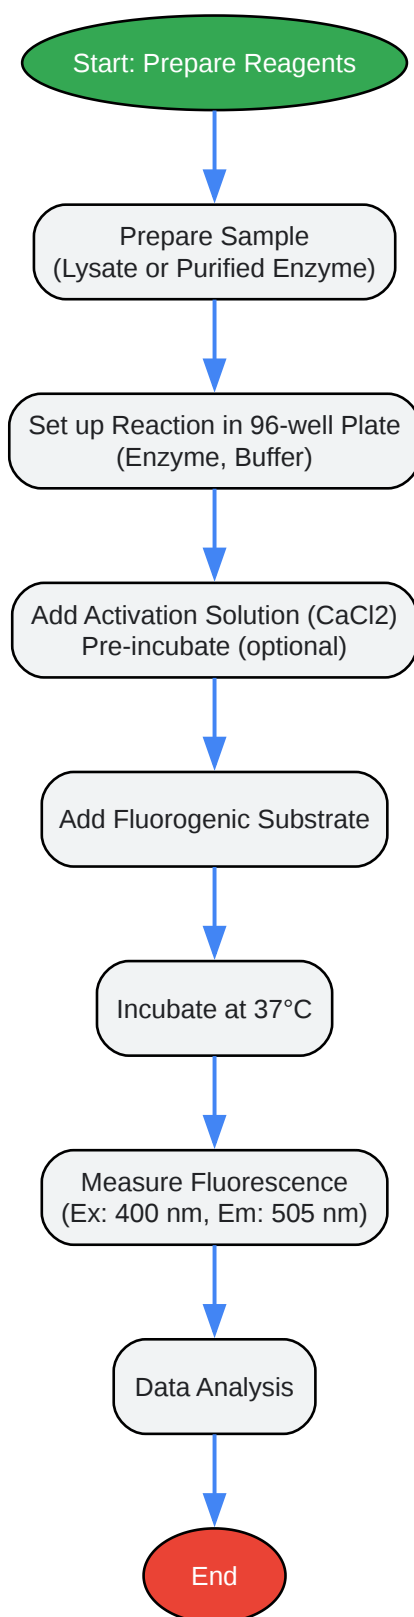 Start: Prepare Reagents
Prepare Sample
(Lysate or Purified Enzyme)
Set up Reaction in 96-well Plate
(Enzyme, Buffer)
Add Activation Solution (CaCl2)
Pre-incubate (optional)
Add Fluorogenic Substrate
Incubate at 37°C
Measure Fluorescence
(Ex: 400 nm, Em: 505 nm)
Data Analysis
End